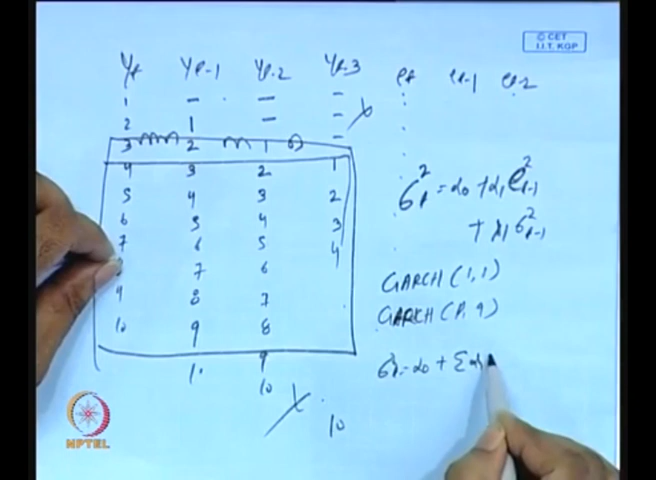 © CET
I.I.T. KGP
Yt Yt-1 Yt-2 Yt-3 et et-1 et-2
1 - - -
2 1 - -
3 2 1 -
4 3 2 1
5 4 3 2
6 5 4 3
7 6 5 4
7 6
9 8 7
10 9 8
10 9
10
10
σt² = α0 + α1 e²t-1
+ λ1 σ²t-1
GARCH (1,1)
GARCH (P,q)
σt² = α0 + Σ αi
NPTEL